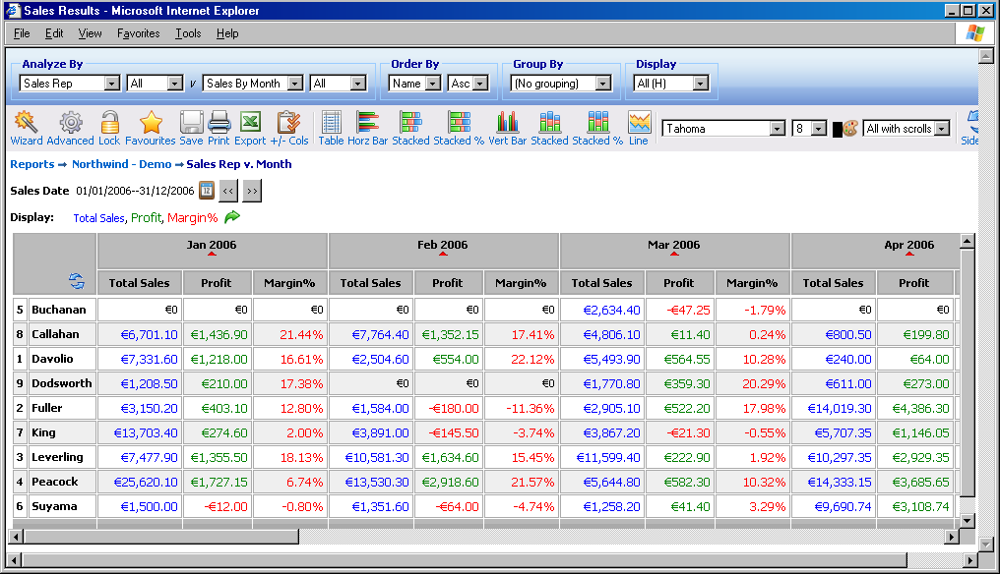 Sales Results - Microsoft Internet Explorer
File Edit View Favorites Tools Help
Analyze By Order By Group By Display
Sales Rep All v Sales By Month All Name Asc (No grouping) All (H)
Wizard Advanced Lock Favourites Save Print Export +/- Cols Table Horz Bar Stacked Stacked % Vert Bar Stacked Stacked % Line Tahoma 8 All with scrolls Side
Reports Northwind - Demo Sales Rep v. Month
Sales Date 01/01/2006--31/12/2006 12 << >>
Display: Total Sales, Profit, Margin%
Jan 2006 Feb 2006 Mar 2006 Apr 2006
Total Sales Profit Margin% Total Sales Profit Margin% Total Sales Profit Margin% Total Sales Profit
5 Buchanan €0 €0 €0 €0 €0 €0 €2,634.40 -€47.25 -1.79% €0 €0
8 Callahan €6,701.10 €1,436.90 21.44% €7,764.40 €1,352.15 17.41% €4,806.10 €11.40 0.24% €800.50 €199.80
1 Davolio €7,331.60 €1,218.00 16.61% €2,504.60 €554.00 22.12% €5,493.90 €564.55 10.28% €240.00 €64.00
9 Dodsworth €1,208.50 €210.00 17.38% €0 €0 €0 €1,770.80 €359.30 20.29% €611.00 €273.00
2 Fuller €3,150.20 €403.10 12.80% €1,584.00 -€180.00 -11.36% €2,905.10 €522.20 17.98% €14,019.30 €4,386.30
7 King €13,703.40 €274.60 2.00% €3,891.00 -€145.50 -3.74% €3,867.20 -€21.30 -0.55% €5,707.35 €1,146.05
3 Leverling €7,477.90 €1,355.50 18.13% €10,581.30 €1,634.60 15.45% €11,599.40 €222.90 1.92% €10,297.35 €2,929.35
4 Peacock €25,620.10 €1,727.15 6.74% €13,530.30 €2,918.60 21.57% €5,644.80 €582.30 10.32% €14,333.15 €3,685.65
6 Suyama €1,500.00 -€12.00 -0.80% €1,351.60 -€64.00 -4.74% €1,258.20 €41.40 3.29% €9,690.74 €3,108.74